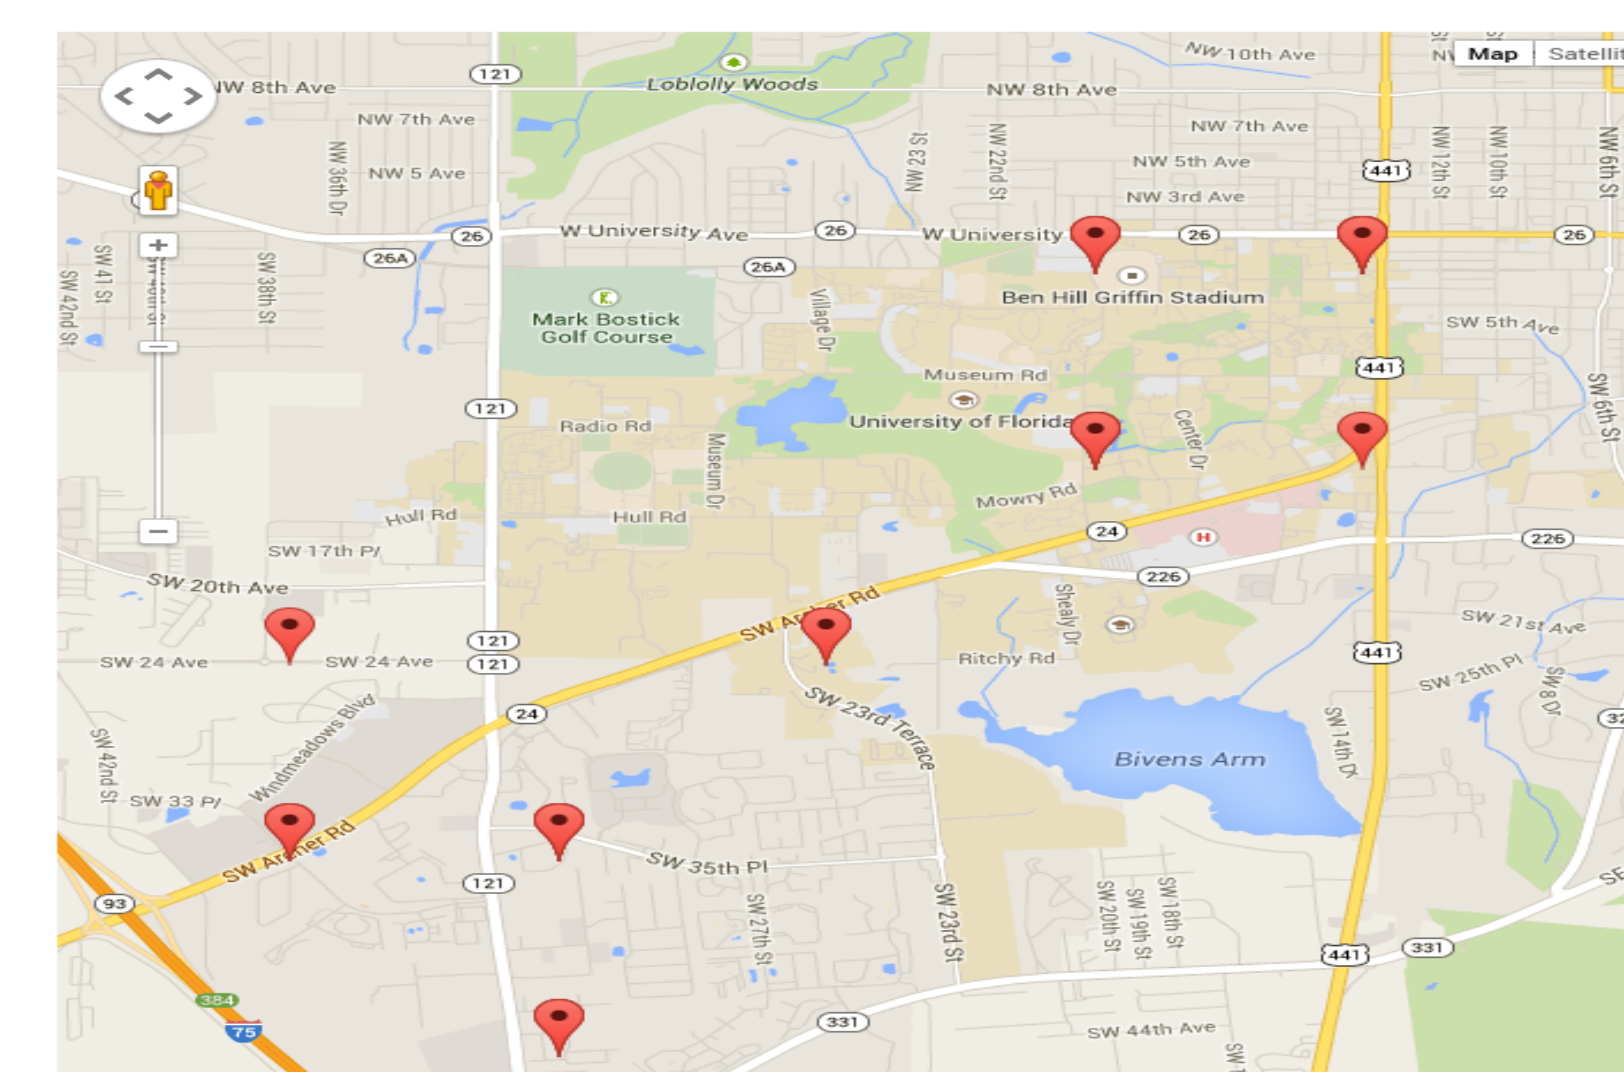 NW 10th Ave
Map
Satellit
121
Loblolly Woods
NW 8th Ave
NW 8th Ave
NW 7th Ave
NW 7th Ave
NW 36th Dr
NW 5 Ave
NW 23 St
NW 22nd St
NW 5th Ave
NW 3rd Ave
441
NW 12th St
NW 10th St
NW 6th St
26
W University Ave
26
W University
26
26
26A
26A
SW 42nd St
SW 41 St
SW 40th St
SW 38th St
Mark Bostick
Golf Course
Village Dr
Ben Hill Griffin Stadium
SW 5th Ave
441
Museum Rd
SW 6th St
121
Radio Rd
Museum Dr
University of Florida
Center Dr
Hull Rd
Hull Rd
Mowry Rd
24
H
226
SW 17th Pl
SW 20th Ave
226
SW Archer Rd
Shealy Dr
SW 21st Ave
121
SW 24 Ave
SW 24 Ave
121
Ritchy Rd
441
SW 25th Pl
SW 8 Dr
24
SW 23rd Terrace
SW 42nd St
Windmeadows Blvd
Bivens Arm
SW 14th Dr
32
SW 33 Pl
SW Archer Rd
SW 35th Pl
121
93
SW 27th St
SW 23rd St
SW 20th St
SW 19th St
SW 18th St
SE
441
331
384
75
331
SW 44th Ave
SW 1